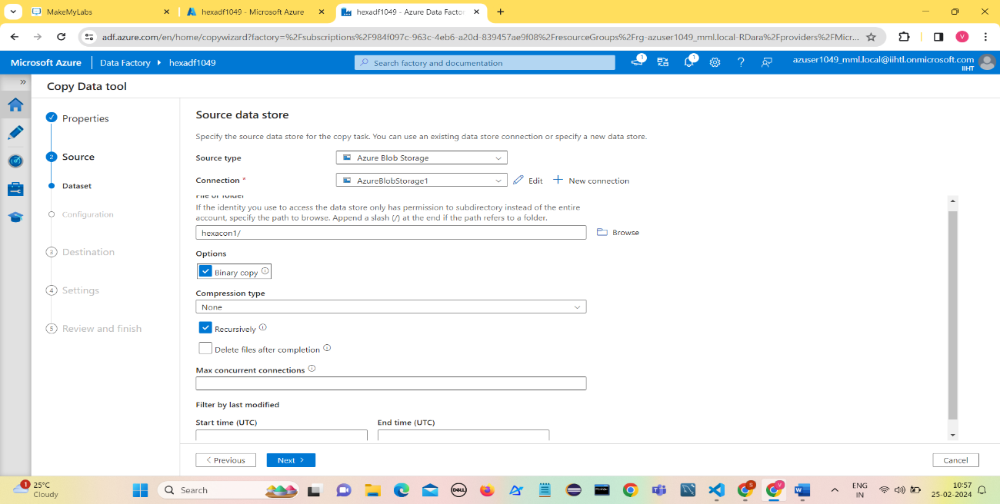 MakeMyLabs
hexadf1049 - Microsoft Azure
hexadf1049 - Azure Data Factor
adf.azure.com/en/home/copywizard?factory=%2Fsubscriptions%2F984f097c-963c-4eb6-a20d-839457ae9f08%2FresourceGroups%2Frg-azuser1049_mml.local-RDara%2Fproviders%2FMicr...
V
Microsoft Azure
Data Factory
hexadf1049
Search factory and documentation
1
1
azuser1049_mml.local@iihtl.onmicrosoft.com
IIHT
Copy Data tool
Properties
2 Source
Dataset
Configuration
3 Destination
4 Settings
5 Review and finish
Source data store
Specify the source data store for the copy task. You can use an existing data store connection or specify a new data store.
Source type
Azure Blob Storage
Connection *
AzureBlobStorage1
Edit
New connection
File or folder
If the identity you use to access the data store only has permission to subdirectory instead of the entire
account, specify the path to browse. Append a slash (/) at the end if the path refers to a folder.
hexacon1/
Browse
Options
Binary copy
Compression type
None
Recursively
Delete files after completion
Max concurrent connections
Filter by last modified
Start time (UTC)
End time (UTC)
< Previous
Next >
Cancel
1
25°C
Cloudy
Search
DELL
S
V
ENG
IN
10:57
25-02-2024